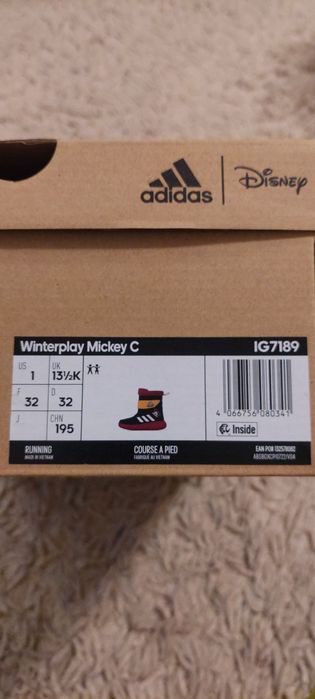 adidas
Disney
Winterplay Mickey C IG7189
US UK
1 13½K
F D
32 32
J CHN
195
4 066756 080341
Inside
RUNNING COURSE A PIED
MADE IN VIETNAM FABRIQUÉ AU VIETNAM